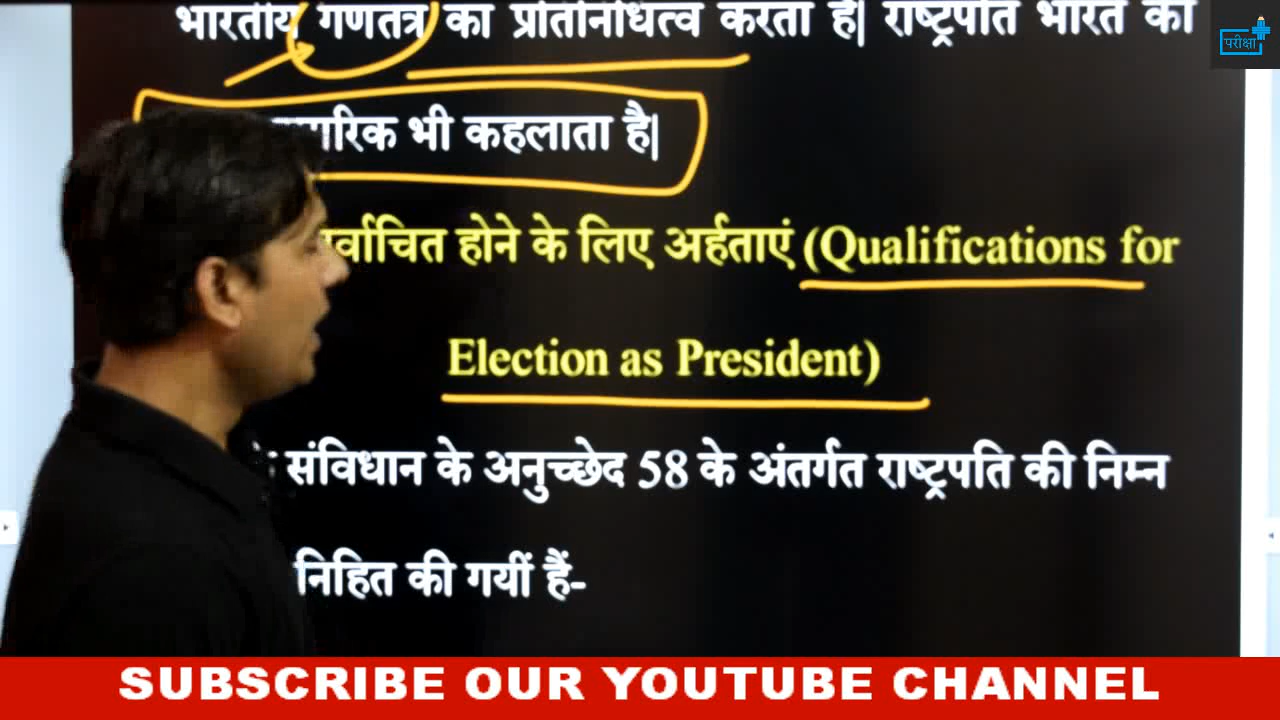 भारतीय गणतंत्र का प्रतिनिधित्व करता है| राष्ट्रपति भारत का
परीक्षा
भी कहलाता है|
होने के लिए अर्हताएं (Qualifications for
Election as President)
संविधान के अनुच्छेद 58 के अंतर्गत राष्ट्रपति की निम्न
निहित की गयीं हैं-
SUBSCRIBE OUR YOUTUBE CHANNEL